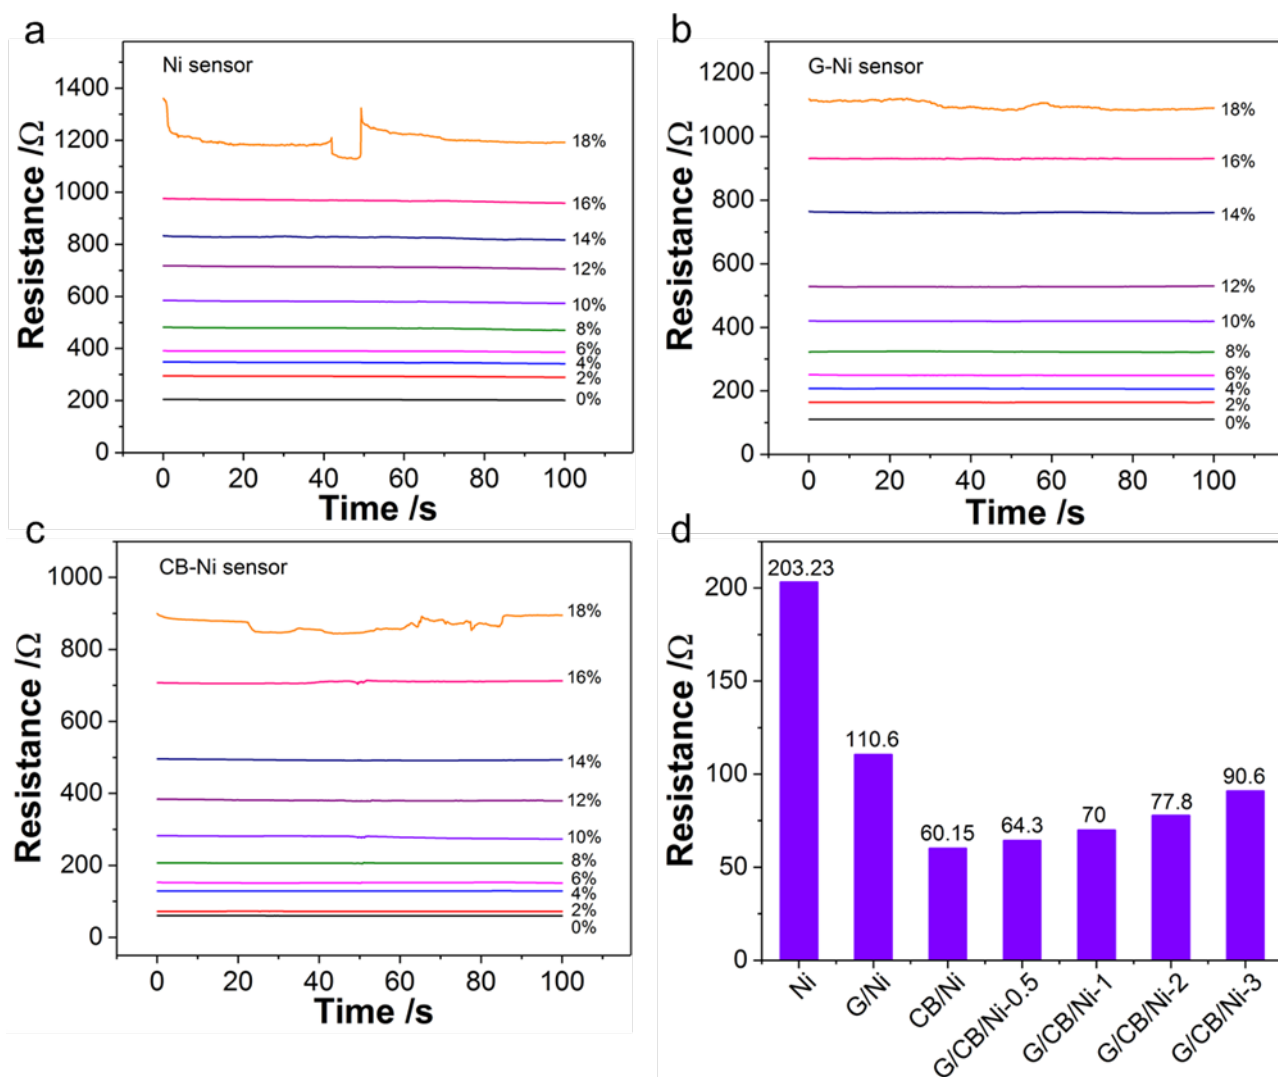 a
Ni sensor
1400
1200
1000
800
600
400
200
0
Resistance /Ω
18%
16%
14%
12%
10%
8%
6%
4%
2%
0%
0 20 40 60 80 100
Time /s
b
G-Ni sensor
1200
1000
800
600
400
200
0
Resistance /Ω
18%
16%
14%
12%
10%
8%
6%
4%
2%
0%
0 20 40 60 80 100
Time /s
c
CB-Ni sensor
1000
800
600
400
200
0
Resistance /Ω
18%
16%
14%
12%
10%
8%
6%
4%
2%
0%
0 20 40 60 80 100
Time /s
d
200
150
100
50
0
Resistance /Ω
203.23
110.6
60.15
64.3
70
77.8
90.6
Ni
G/Ni
CB/Ni
G/CB/Ni-0.5
G/CB/Ni-1
G/CB/Ni-2
G/CB/Ni-3